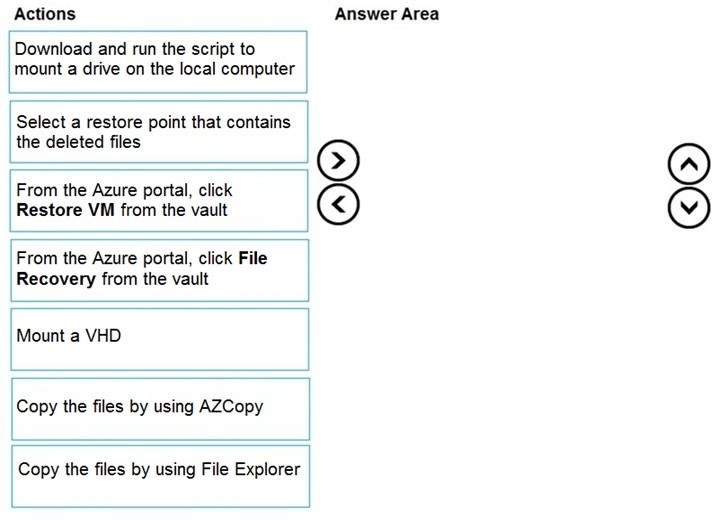 Actions
Answer Area
Download and run the script to
mount a drive on the local computer
Select a restore point that contains
the deleted files
From the Azure portal, click
Restore VM from the vault
From the Azure portal, click File
Recovery from the vault
Mount a VHD
Copy the files by using AZCopy
Copy the files by using File Explorer